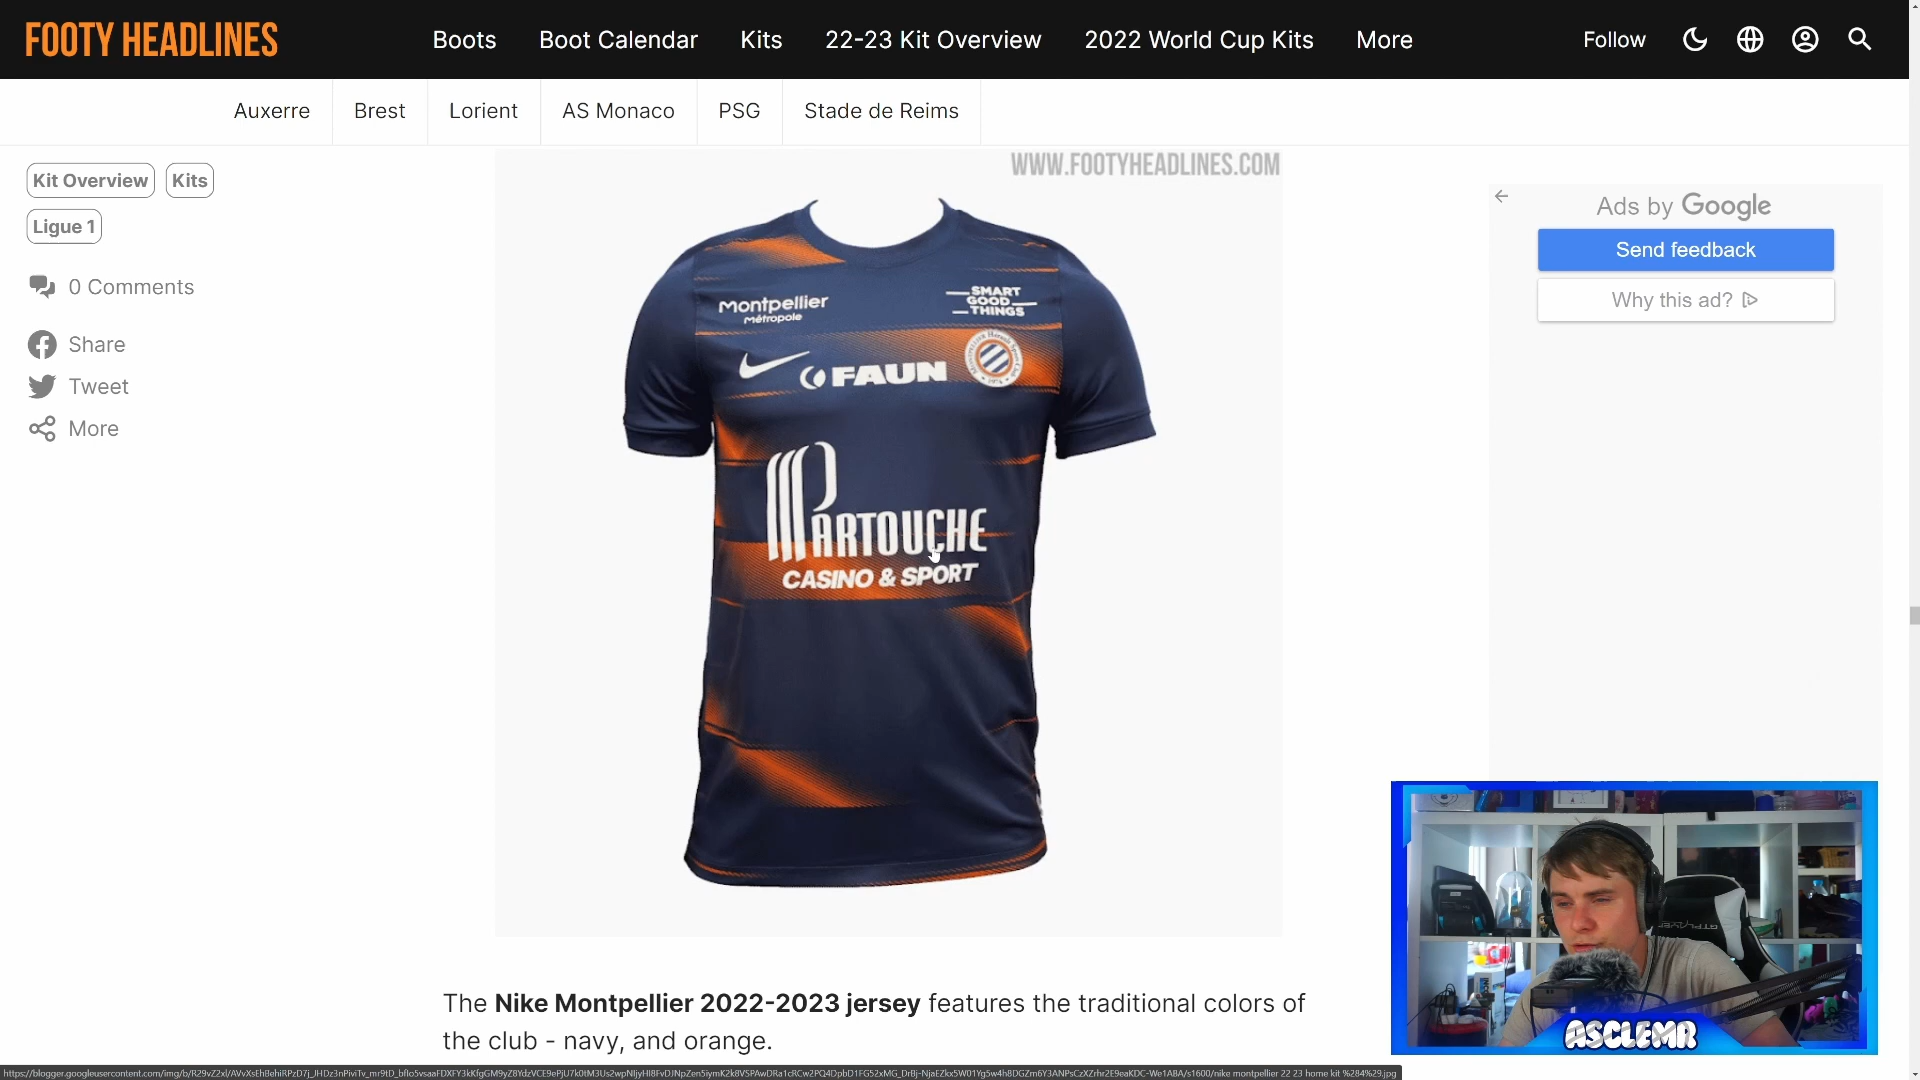 FOOTY HEADLINES
Boots
Boot Calendar
Kits
22-23 Kit Overview
2022 World Cup Kits
More
Follow
Auxerre
Brest
Lorient
AS Monaco
PSG
Stade de Reims
Kit Overview
Kits
Ligue 1
0 Comments
Share
Tweet
More
WWW.FOOTYHEADLINES.COM
montpellier
métropole
SMART
GOOD
THINGS
FAUN
1974
PARTOUCHE
CASINO & SPORT
Ads by Google
Send feedback
Why this ad?
The Nike Montpellier 2022-2023 jersey features the traditional colors of
the club - navy, and orange.
GTPLAYER
ASCLEMR